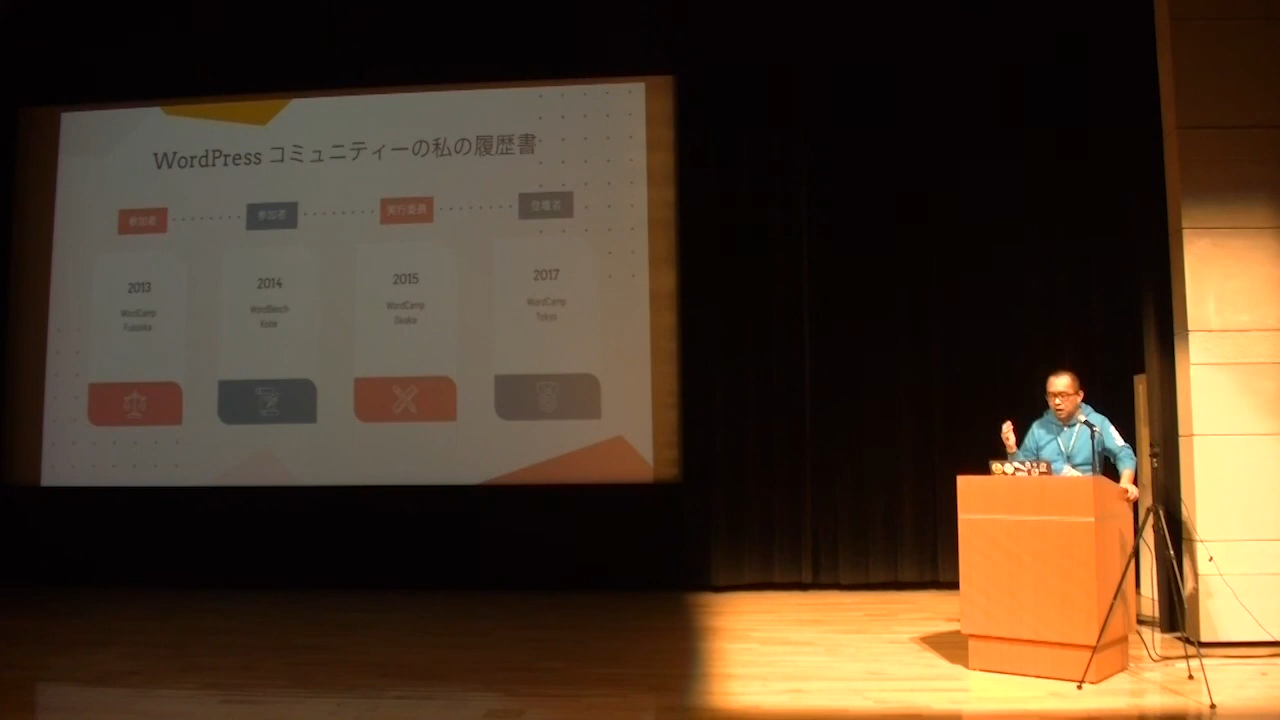 WordPress コミュニティーの私の履歴書
参加者
参加者
実行委員
登壇者
2013
WordCamp
Fukuoka
2014
WordBench
Kobe
2015
WordCamp
Osaka
2017
WordCamp
Tokyo